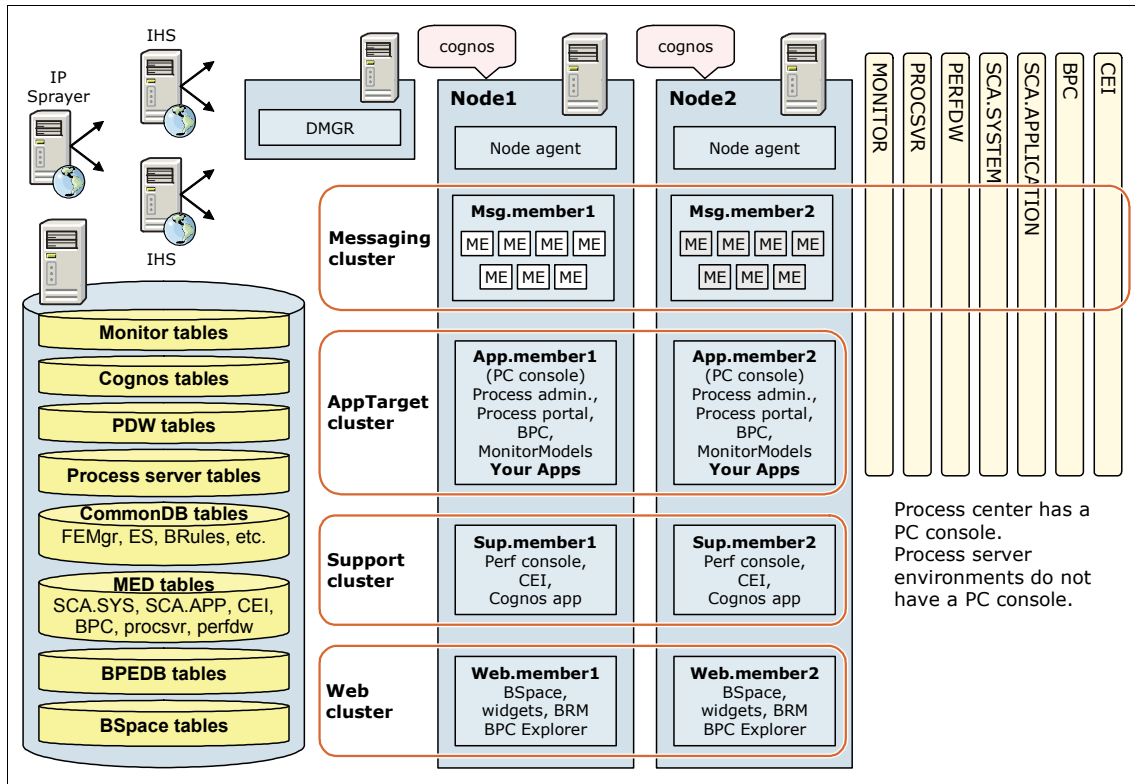 IHS
IP
Sprayer
IHS
DMGR
cognos
cognos
Node1
Node2
Node agent
Node agent
MONITOR
PROCSVR
PERFDW
SCA.SYSTEM
SCA.APPLICATION
BPC
CEI
Messaging
cluster
Msg.member1
ME ME ME ME
ME ME ME
Msg.member2
ME ME ME ME
ME ME ME
AppTarget
cluster
App.member1
(PC console)
Process admin.,
Process portal,
BPC,
MonitorModels
Your Apps
App.member2
(PC console)
Process admin.,
Process portal,
BPC,
MonitorModels
Your Apps
Support
cluster
Sup.member1
Perf console,
CEI,
Cognos app
Sup.member2
Perf console,
CEI,
Cognos app
Web
cluster
Web.member1
BSpace,
widgets, BRM
BPC Explorer
Web.member2
BSpace,
widgets, BRM
BPC Explorer
Monitor tables
Cognos tables
PDW tables
Process server tables
CommonDB tables
FEMgr, ES, BRules, etc.
MED tables
SCA.SYS, SCA.APP, CEI,
BPC, procsvr, perfdw
BPEDB tables
BSpace tables
Process center has a
PC console.
Process server
environments do not
have a PC console.